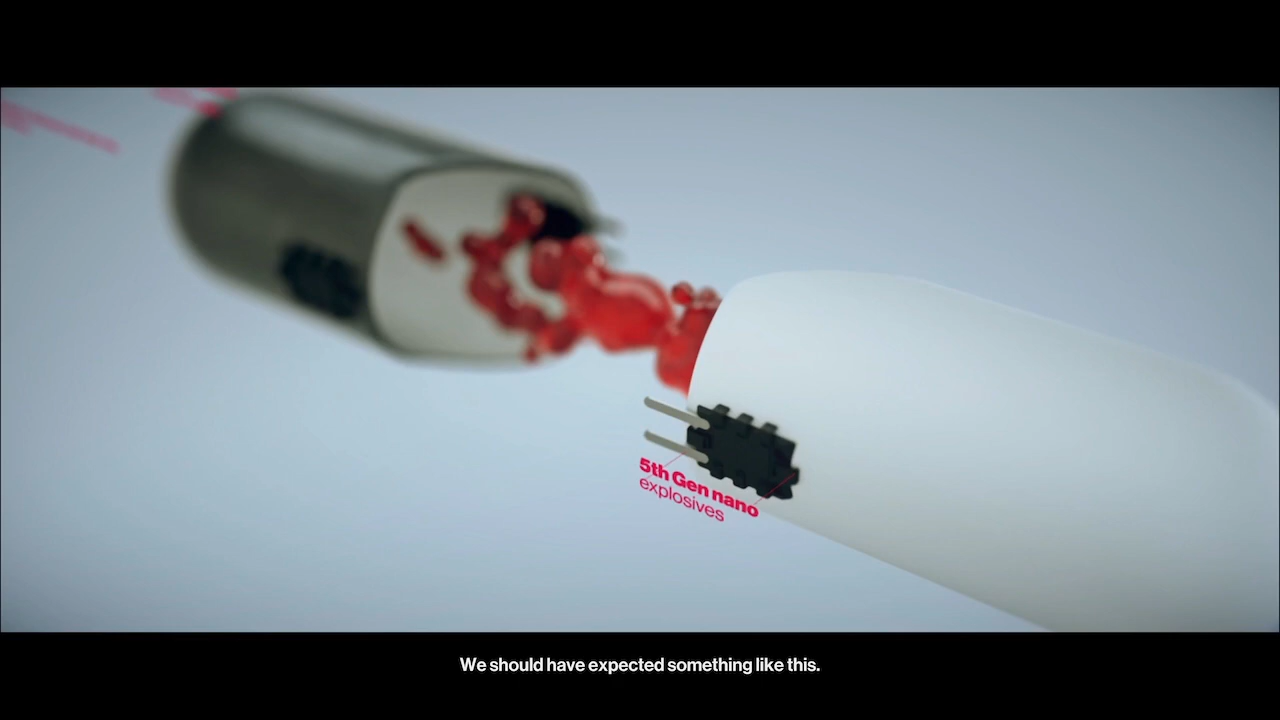 5th Gen nano
explosives
We should have expected something like this.